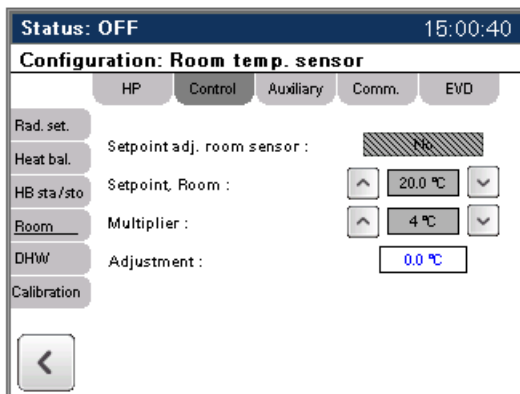 Status: OFF 15:00:40
Configuration: Room temp. sensor
HP Control Auxiliary Comm. EVD
Rad. set.
Heat bal.
HB sta/sto
Room
DHW
Calibration
Setpoint adj. room sensor : No
Setpoint, Room : 20.0 °C
Multiplier : 4 °C
Adjustment : 0.0 °C